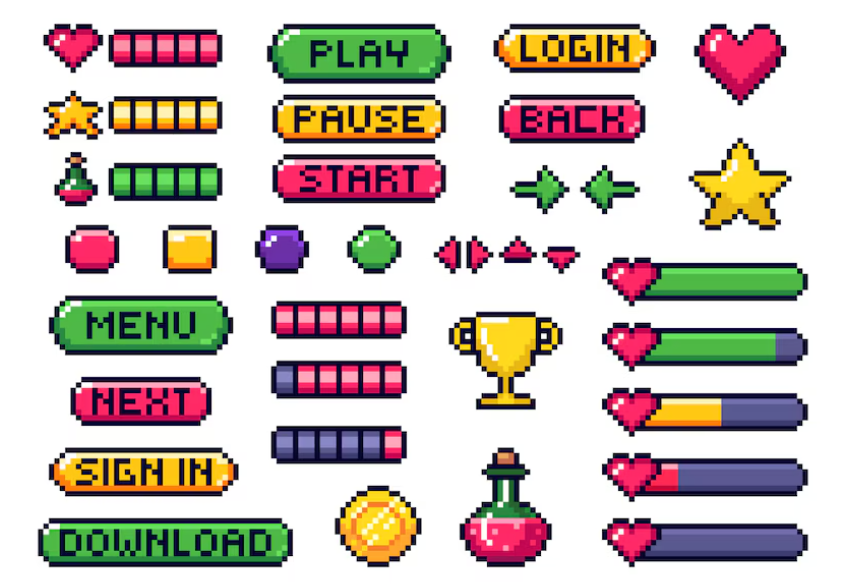 PLAY
LOGIN
PAUSE
BACK
START
MENU
NEXT
SIGN IN
DOWNLOAD